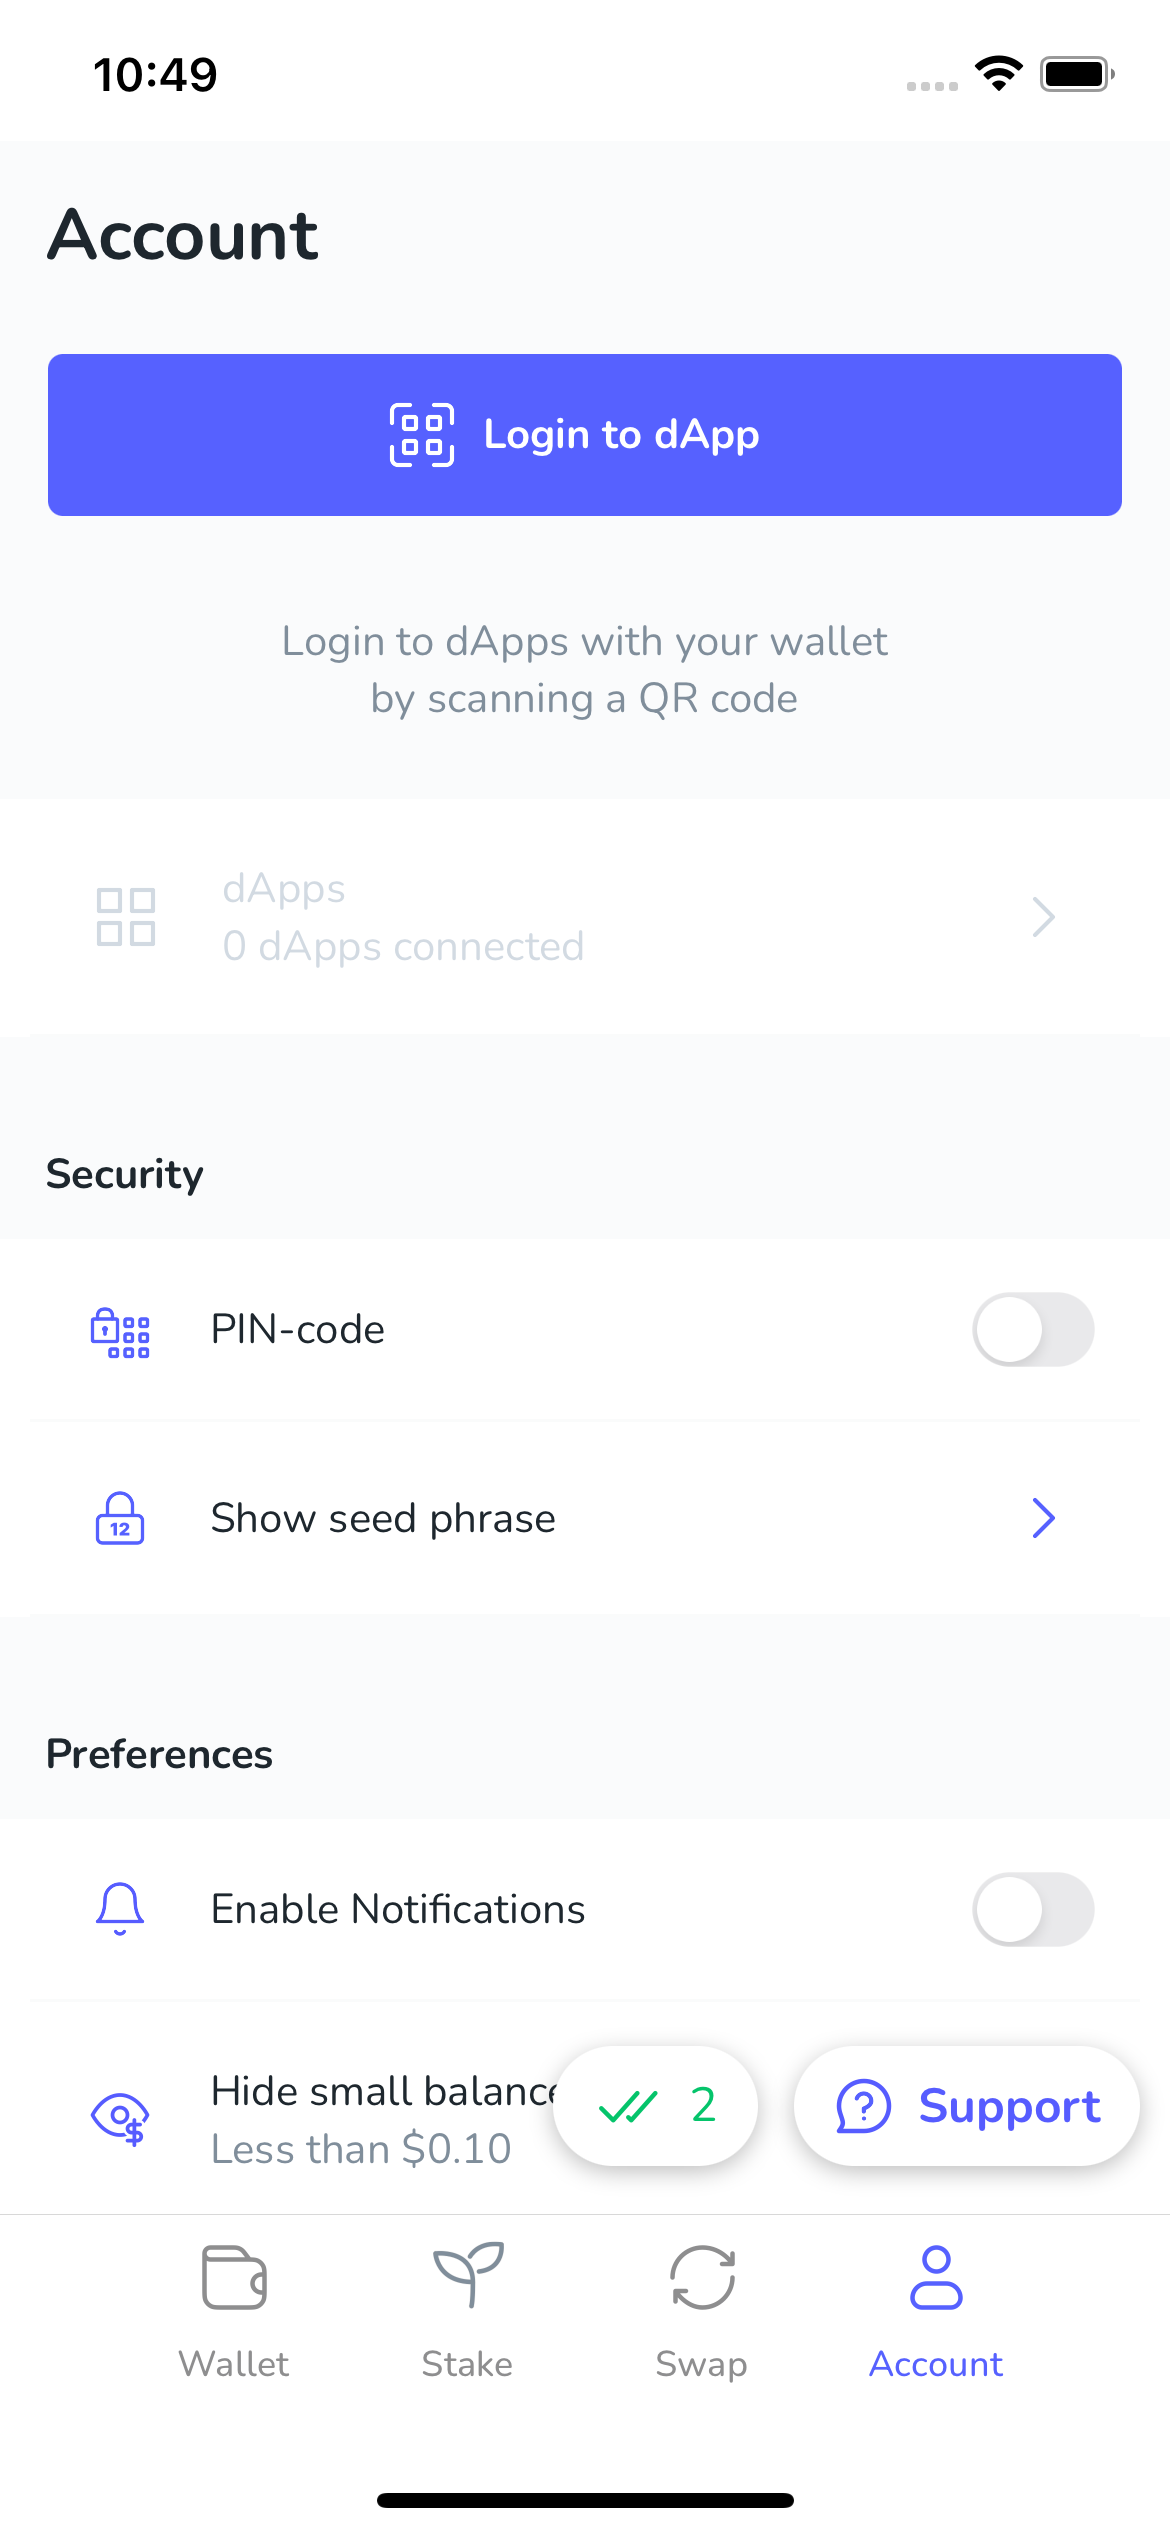 10:49
Account
Login to dApp
Login to dApps with your wallet
by scanning a QR code
dApps
0 dApps connected
Security
PIN-code
12
Show seed phrase
Preferences
Enable Notifications
Hide small balance
Less than $0.10
2
Support
Wallet
Stake
Swap
Account